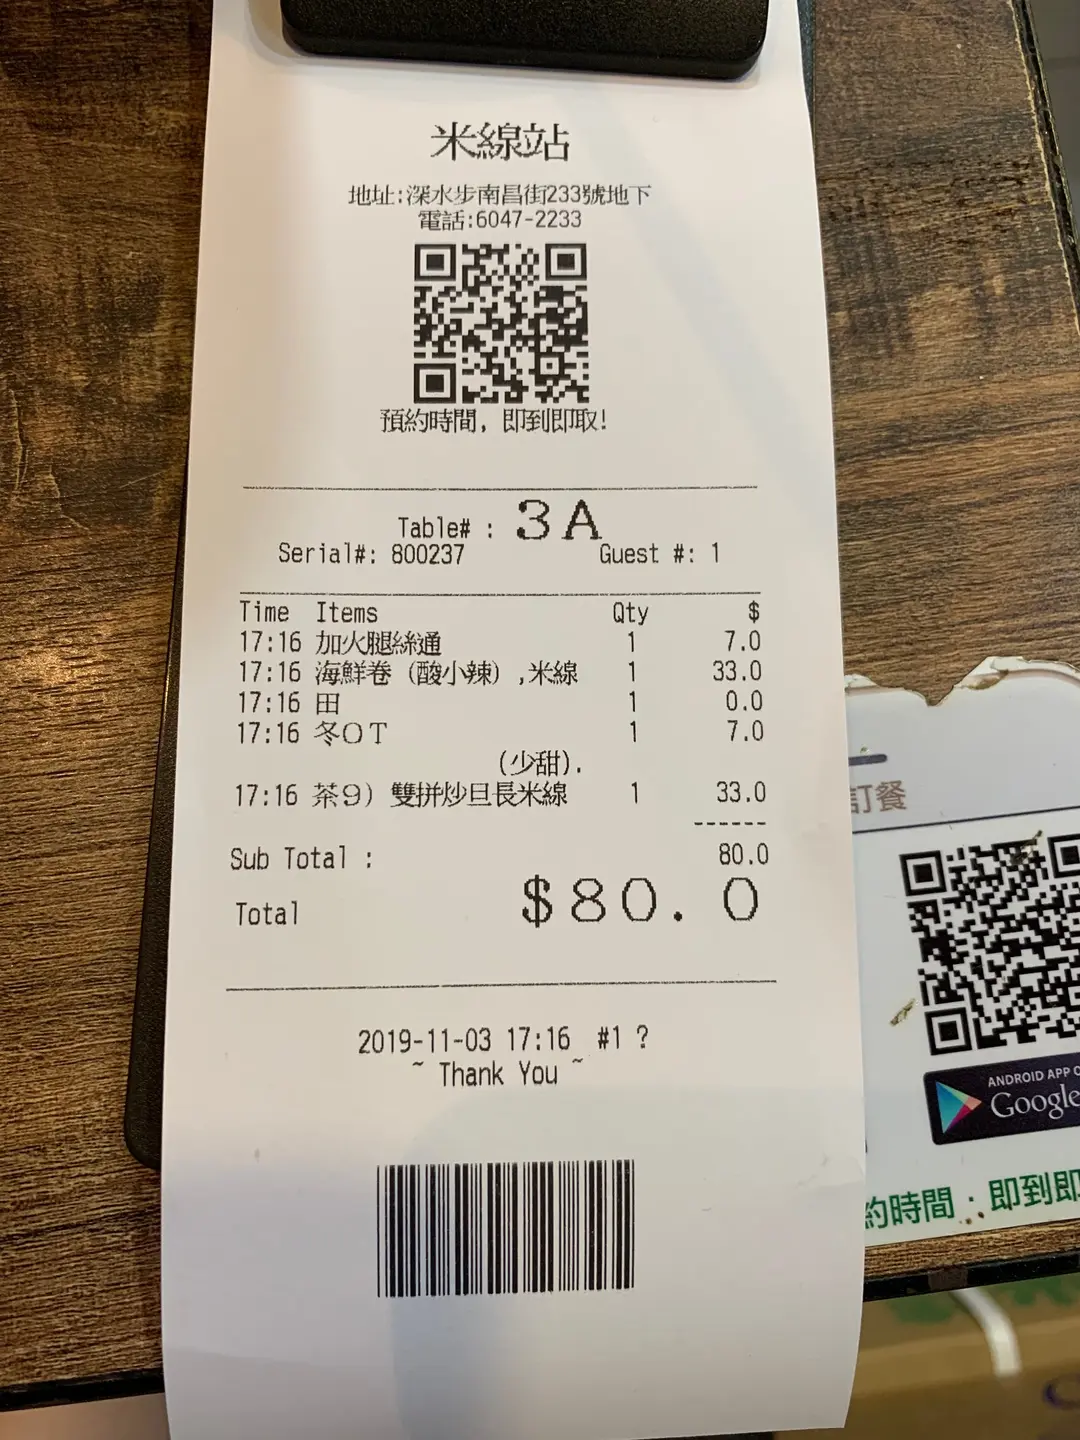 米線站
地址:深水步南昌街233號地下
電話:6047-2233
預約時間，即到即取!
Table# : 3A
Serial#: 800237 Guest #: 1
Time Items Qty $
17:16 加火腿絲通 1 7.0
17:16 海鮮卷（酸小辣）,米線 1 33.0
17:16 田 1 0.0
17:16 冬OT 1 7.0
(少甜).
17:16 茶9）雙拼炒旦長米線 1 33.0
Sub Total : 80.0
Total $80.0
2019-11-03 17:16 #1 ?
~ Thank You ~
訂餐
ANDROID APP
Google
約時間：即到即